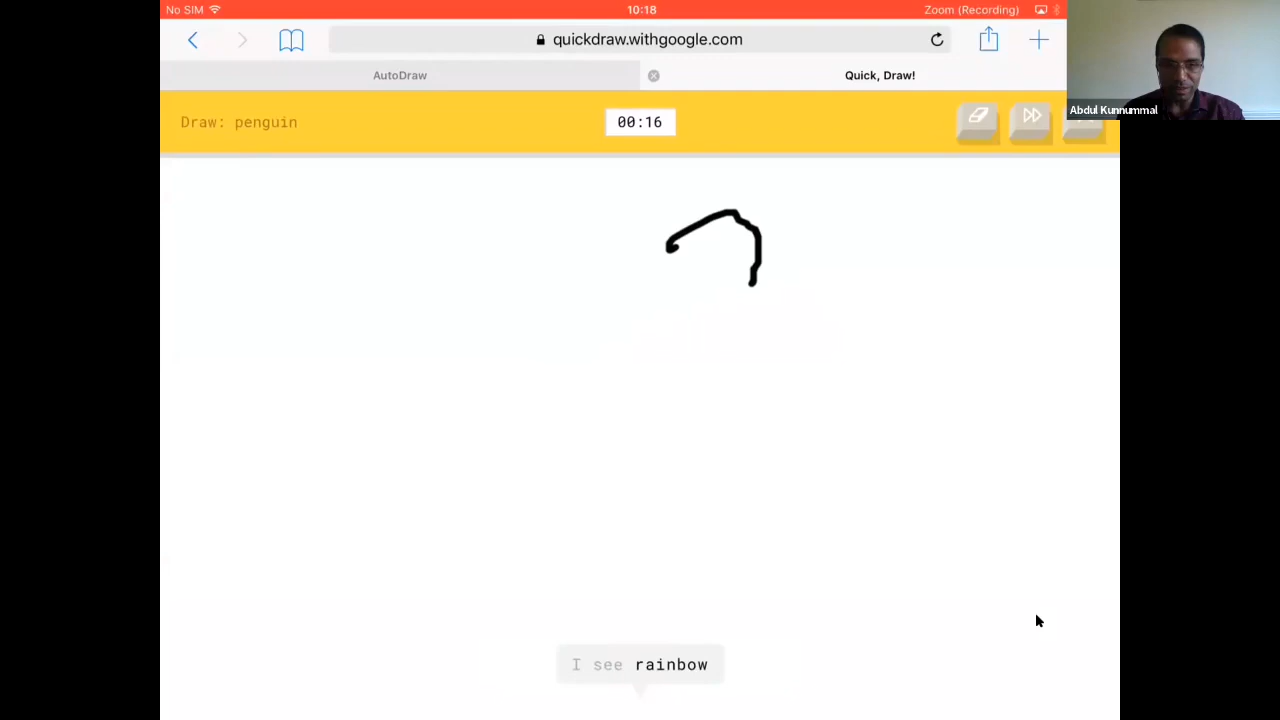 No SIM 10:18 Zoom (Recording)
quickdraw.withgoogle.com
AutoDraw Quick, Draw!
Abdul Kunnummal
Draw: penguin 00:16
I see rainbow